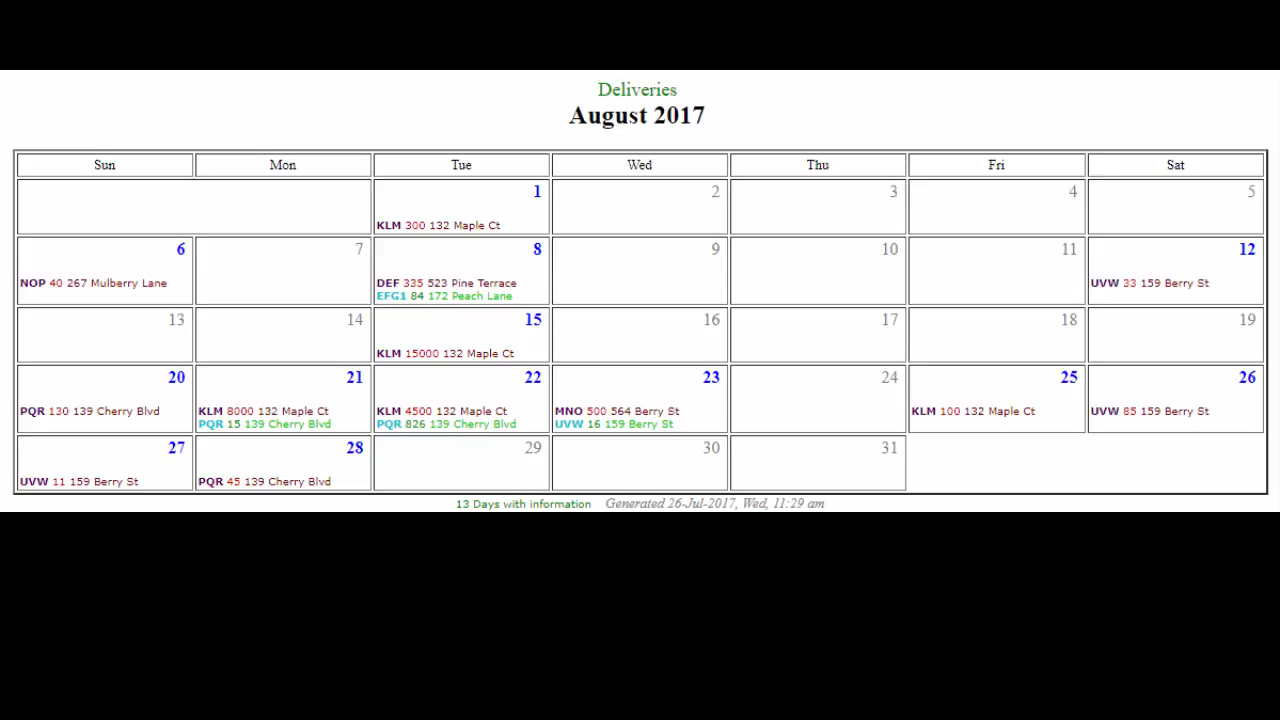 Deliveries
August 2017
Sun Mon Tue Wed Thu Fri Sat
1 2 3 4 5
KLM 300 132 Maple Ct
6 7 8 9 10 11 12
NOP 40 267 Mulberry Lane DEF 335 523 Pine Terrace UVW 33 159 Berry St
EFG1 84 172 Peach Lane
13 14 15 16 17 18 19
KLM 15000 132 Maple Ct
20 21 22 23 24 25 26
PQR 130 139 Cherry Blvd KLM 8000 132 Maple Ct KLM 4500 132 Maple Ct MNO 500 564 Berry St KLM 100 132 Maple Ct UVW 85 159 Berry St
PQR 15 139 Cherry Blvd PQR 826 139 Cherry Blvd UVW 16 159 Berry St
27 28 29 30 31
UVW 11 159 Berry St PQR 45 139 Cherry Blvd
13 Days with information Generated 26-Jul-2017, Wed, 11:29 am